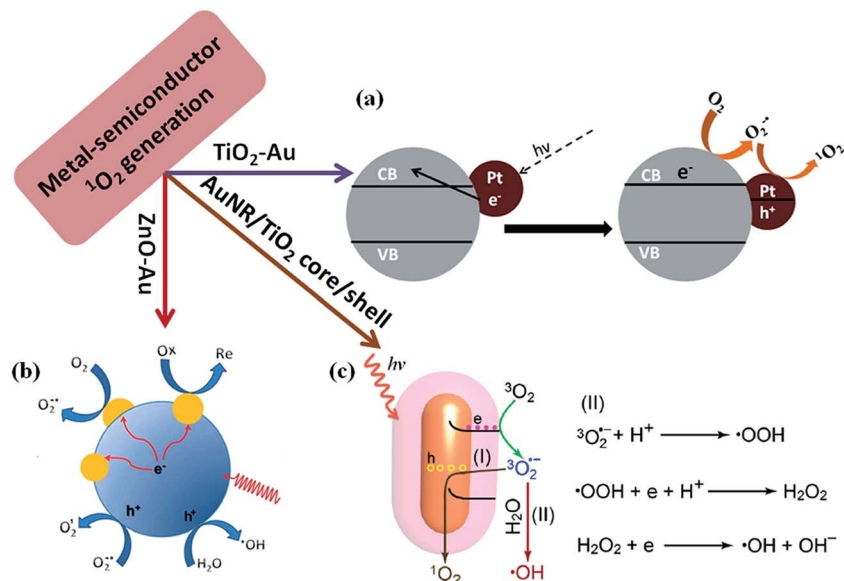 Metal-semiconductor
¹O₂ generation
TiO₂-Au
AuNR/TiO₂ core/shell
ZnO-Au
(a)
CB
VB
Pt
e⁻
hν
CB
e⁻
VB
Pt
h⁺
O₂
O₂⁻•
¹O₂
(b)
O₂
O₂⁻•
Ox
Re
e⁻
h⁺
h⁺
O₂¹
O₂⁻•
H₂O
•OH
hν
(c)
³O₂
e
h
(I)
³O₂•⁻
H₂O
(II)
¹O₂
•OH
(II)
³O₂•⁻ + H⁺ ⟶ •OOH
•OOH + e + H⁺ ⟶ H₂O₂
H₂O₂ + e ⟶ •OH + OH⁻